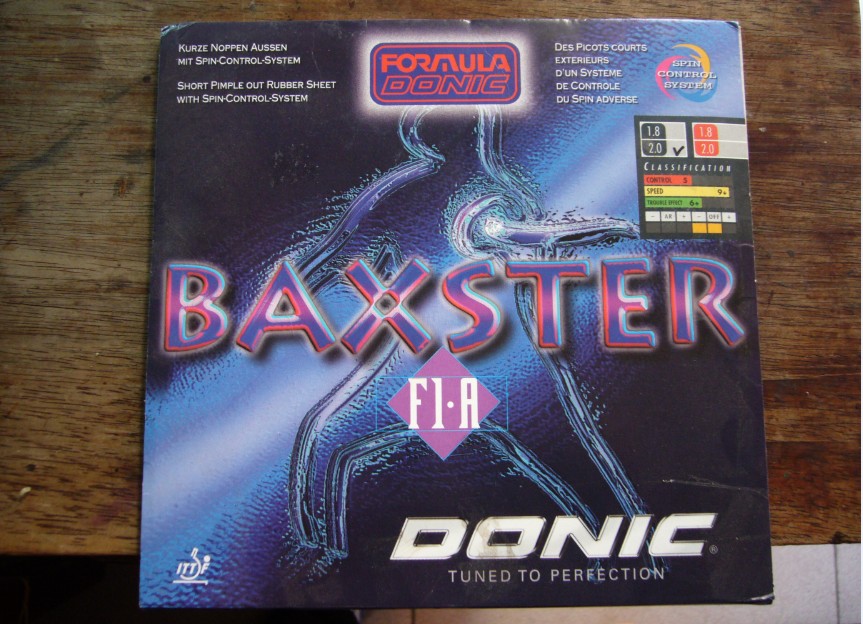 KURZE NOPPEN AUSSEN
MIT SPIN-CONTROL-SYSTEM
SHORT PIMPLE OUT RUBBER SHEET
WITH SPIN-CONTROL-SYSTEM
FORMULA
DONIC
DES PICOTS COURTS
EXTERIEURS
D'UN SYSTEME
DE CONTROLE
DU SPIN ADVERSE
SPIN
CONTROL
SYSTEM
1.8 1.8
2.0 2.0
CLASSIFICATION
CONTROL 5
SPEED 9+
TROUBLE EFFECT 6+
- AR + - OFF +
BAXSTER
F1·A
DONIC®
TUNED TO PERFECTION
ITTF